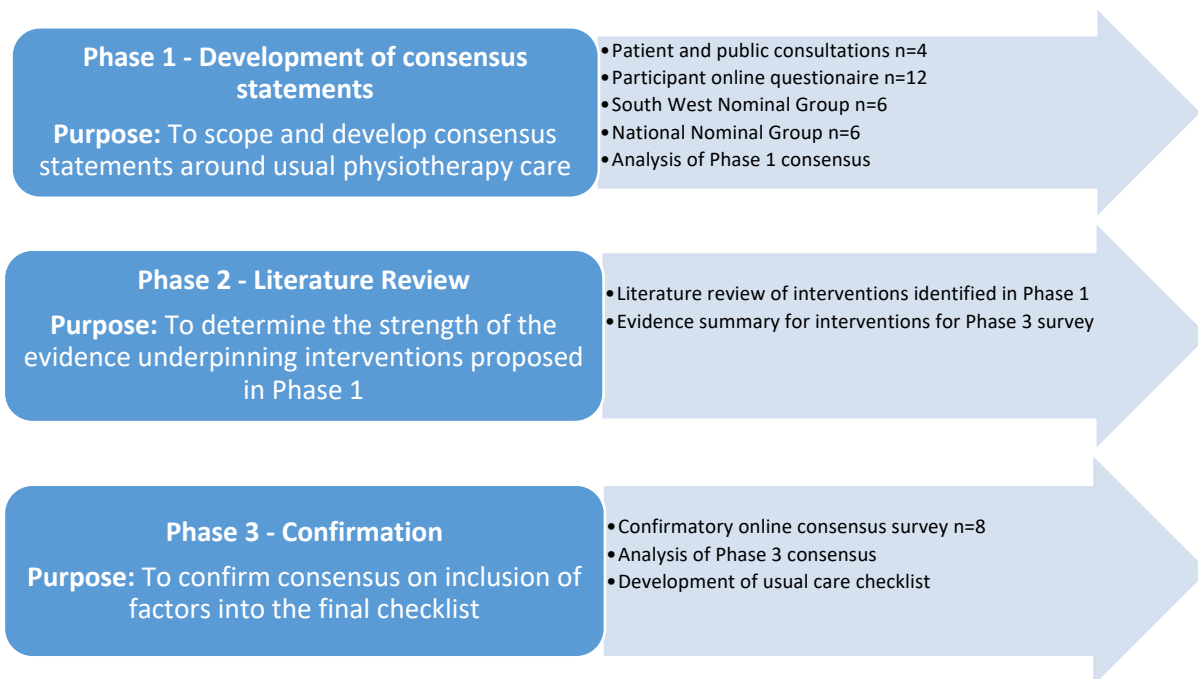 Phase 1 - Development of consensus
statements
Purpose: To scope and develop consensus
statements around usual physiotherapy care
•Patient and public consultations n=4
•Participant online questionaire n=12
•South West Nominal Group n=6
•National Nominal Group n=6
•Analysis of Phase 1 consensus
Phase 2 - Literature Review
Purpose: To determine the strength of the
evidence underpinning interventions proposed
in Phase 1
•Literature review of interventions identified in Phase 1
•Evidence summary for interventions for Phase 3 survey
Phase 3 - Confirmation
Purpose: To confirm consensus on inclusion of
factors into the final checklist
•Confirmatory online consensus survey n=8
•Analysis of Phase 3 consensus
•Development of usual care checklist